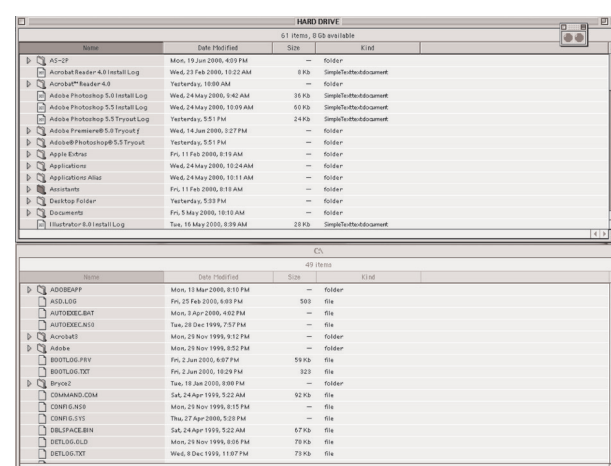 HARD DRIVE
61 items, 0 Gb available
Name Date Modified Size Kind
AS-2P Mon, 19 Jun 2000, 4:09 PM — folder
Acrobat Reader 4.0 Install Log Wed, 23 Feb 2000, 10:22 AM 8 Kb SimpleText text document
Acrobat™ Reader 4.0 Yesterday, 10:00 AM — folder
Adobe Photoshop 5.0 Install Log Wed, 24 May 2000, 9:42 AM 36 Kb SimpleText text document
Adobe Photoshop 5.5 Install Log Wed, 24 May 2000, 10:09 AM 60 Kb SimpleText text document
Adobe Photoshop 5.5 Tryout Log Yesterday, 5:51 PM 24 Kb SimpleText text document
Adobe Premiere® 5.0 Tryout ƒ Wed, 14 Jun 2000, 3:27 PM — folder
Adobe® Photoshop® 5.5 Tryout Yesterday, 5:51 PM — folder
Apple Extras Fri, 11 Feb 2000, 8:19 AM — folder
Applications Wed, 24 May 2000, 10:24 AM — folder
Applications Alias Wed, 24 May 2000, 10:11 AM — folder
Assistants Fri, 11 Feb 2000, 8:18 AM — folder
Desktop Folder Yesterday, 5:33 PM — folder
Documents Fri, 5 May 2000, 10:10 AM — folder
Illustrator 8.0 Install Log Tue, 16 May 2000, 8:39 AM 28 Kb SimpleText text document
C:\
49 items
Name Date Modified Size Kind
ADOBEAPP Mon, 13 Mar 2000, 8:10 PM — folder
ASD.LOG Fri, 25 Feb 2000, 6:03 PM 503 file
AUTOEXEC.BAT Mon, 3 Apr 2000, 4:02 PM file
AUTOEXEC.NS0 Tue, 28 Dec 1999, 7:57 PM file
Acrobat3 Mon, 29 Nov 1999, 9:12 PM — folder
Adobe Mon, 29 Nov 1999, 8:52 PM — folder
BOOTLOG.PRV Fri, 2 Jun 2000, 6:07 PM 59 Kb file
BOOTLOG.TXT Fri, 2 Jun 2000, 10:29 PM 323 file
Bryce2 Tue, 18 Jan 2000, 8:00 PM — folder
COMMAND.COM Sat, 24 Apr 1999, 5:22 AM 92 Kb file
CONFIG.NS0 Mon, 29 Nov 1999, 8:15 PM file
CONFIG.SYS Thu, 27 Apr 2000, 5:28 PM file
DBLSPACE.BIN Sat, 24 Apr 1999, 5:22 AM 67 Kb file
DETLOG.OLD Mon, 29 Nov 1999, 8:06 PM 70 Kb file
DETLOG.TXT Wed, 8 Dec 1999, 11:07 PM 73 Kb file